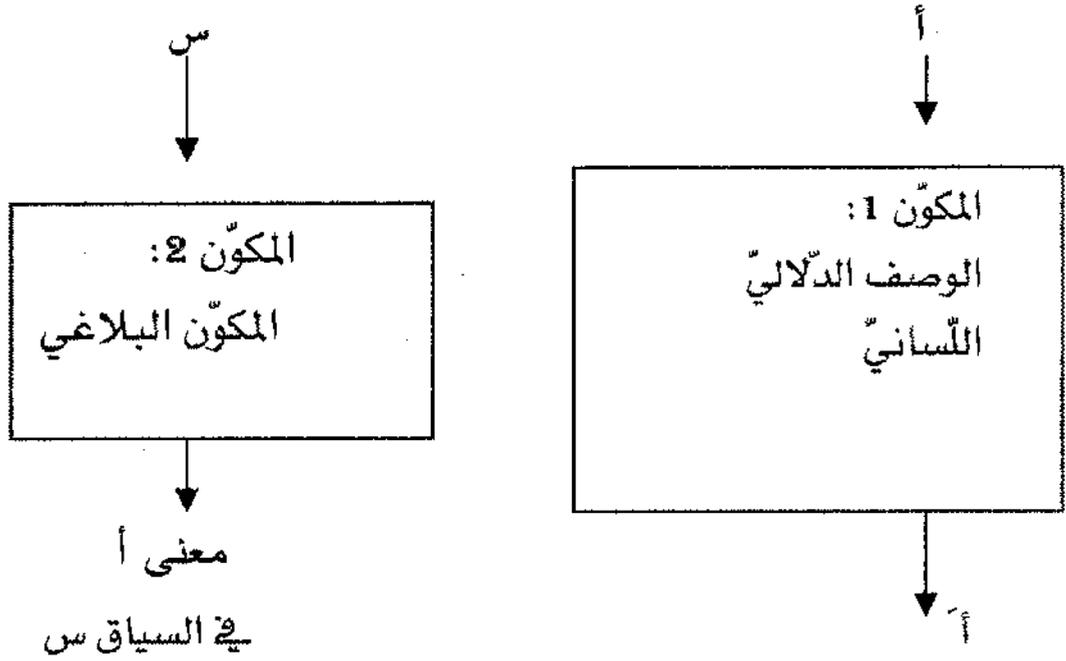 أ
المكوّن 1:
الوصف الدّلاليّ
اللّسانيّ
أَ
س
المكوّن 2:
المكوّن البلاغي
معنى أ
في السياق س